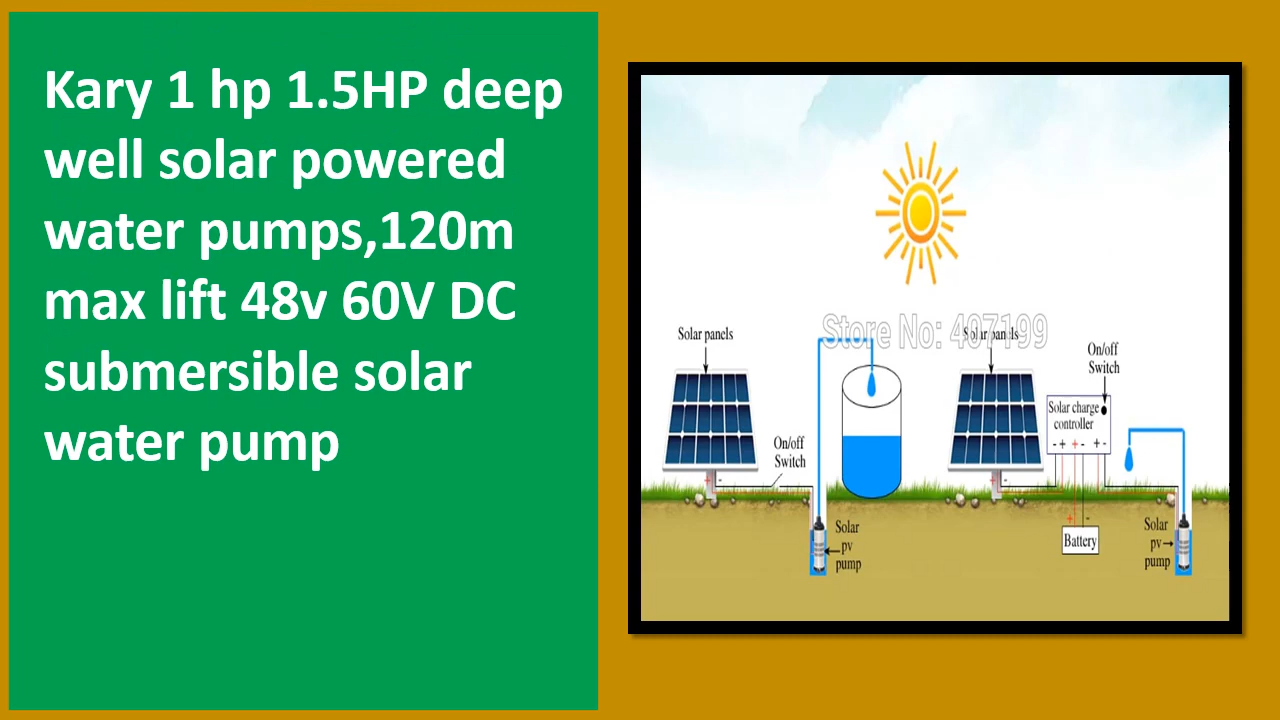 Kary 1 hp 1.5HP deep
well solar powered
water pumps,120m
max lift 48v 60V DC
submersible solar
water pump
Store No: 407199
Solar panels
On/off
Switch
+ -
Solar
pv
pump
Solar panels
On/off
Switch
Solar charge
controller
- + + - + -
+ -
+ -
Battery
Solar
pv
pump